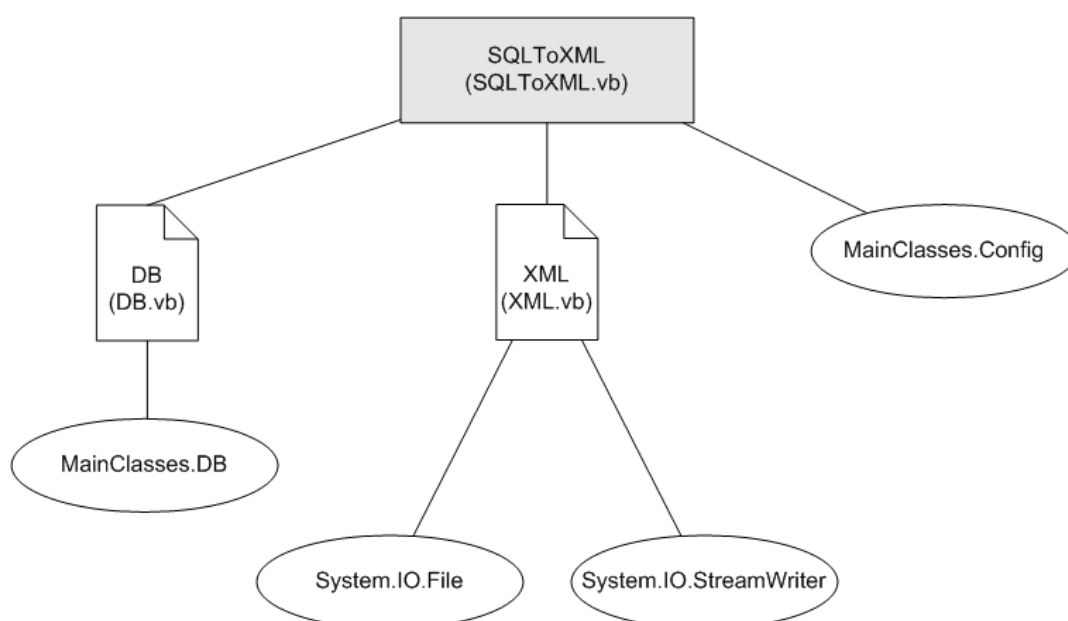 SQLToXML
(SQLToXML.vb)
DB
(DB.vb)
XML
(XML.vb)
MainClasses.Config
MainClasses.DB
System.IO.File
System.IO.StreamWriter